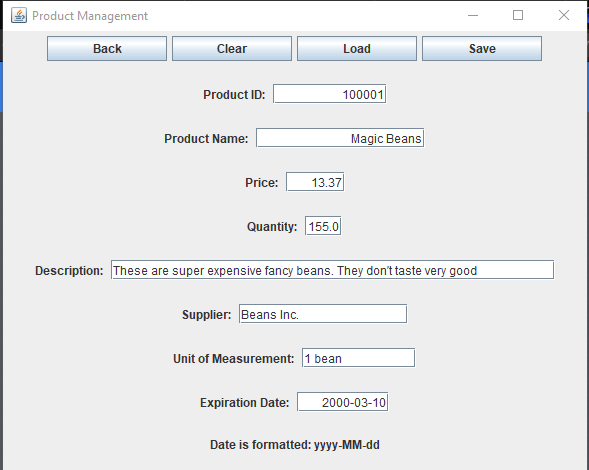 Product Management
Back Clear Load Save
Product ID: 100001
Product Name: Magic Beans
Price: 13.37
Quantity: 155.0
Description: These are super expensive fancy beans. They don't taste very good
Supplier: Beans Inc.
Unit of Measurement: 1 bean
Expiration Date: 2000-03-10
Date is formatted: yyyy-MM-dd